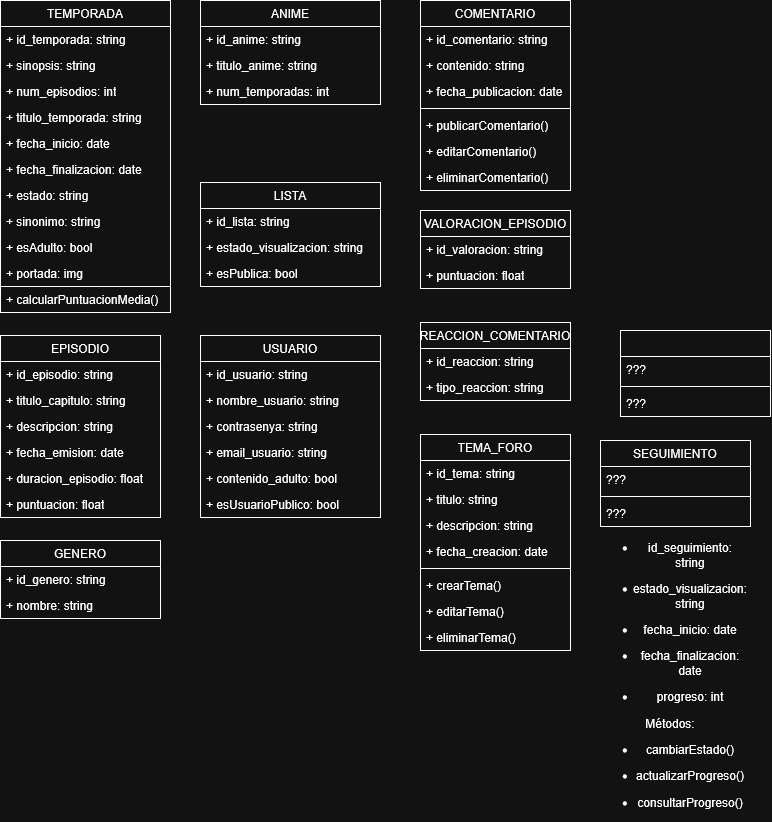 TEMPORADA
+ id_temporada: string
+ sinopsis: string
+ num_episodios: int
+ titulo_temporada: string
+ fecha_inicio: date
+ fecha_finalizacion: date
+ estado: string
+ sinonimo: string
+ esAdulto: bool
+ portada: img
+ calcularPuntuacionMedia()
ANIME
+ id_anime: string
+ titulo_anime: string
+ num_temporadas: int
COMENTARIO
+ id_comentario: string
+ contenido: string
+ fecha_publicacion: date
+ publicarComentario()
+ editarComentario()
+ eliminarComentario()
LISTA
+ id_lista: string
+ estado_visualizacion: string
+ esPublica: bool
VALORACION_EPISODIO
+ id_valoracion: string
+ puntuacion: float
EPISODIO
+ id_episodio: string
+ titulo_capitulo: string
+ descripcion: string
+ fecha_emision: date
+ duracion_episodio: float
+ puntuacion: float
USUARIO
+ id_usuario: string
+ nombre_usuario: string
+ contrasenya: string
+ email_usuario: string
+ contenido_adulto: bool
+ esUsuarioPublico: bool
REACCION_COMENTARIO
+ id_reaccion: string
+ tipo_reaccion: string
???
???
TEMA_FORO
+ id_tema: string
+ titulo: string
+ descripcion: string
+ fecha_creacion: date
+ crearTema()
+ editarTema()
+ eliminarTema()
SEGUIMIENTO
???
???
• id_seguimiento:
string
• estado_visualizacion:
string
• fecha_inicio: date
• fecha_finalizacion:
date
• progreso: int
Métodos:
• cambiarEstado()
• actualizarProgreso()
• consultarProgreso()
GENERO
+ id_genero: string
+ nombre: string